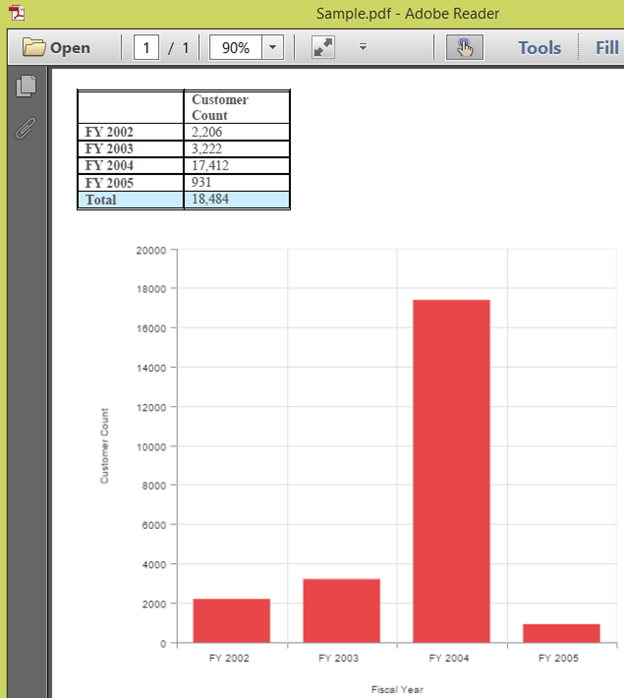 Sample.pdf - Adobe Reader
Open 1 / 1 90% Tools Fill
Customer
Count
FY 2002 2,206
FY 2003 3,222
FY 2004 17,412
FY 2005 931
Total 18,484
20000
18000
16000
14000
12000
10000
8000
6000
4000
2000
0
Customer Count
FY 2002 FY 2003 FY 2004 FY 2005
Fiscal Year